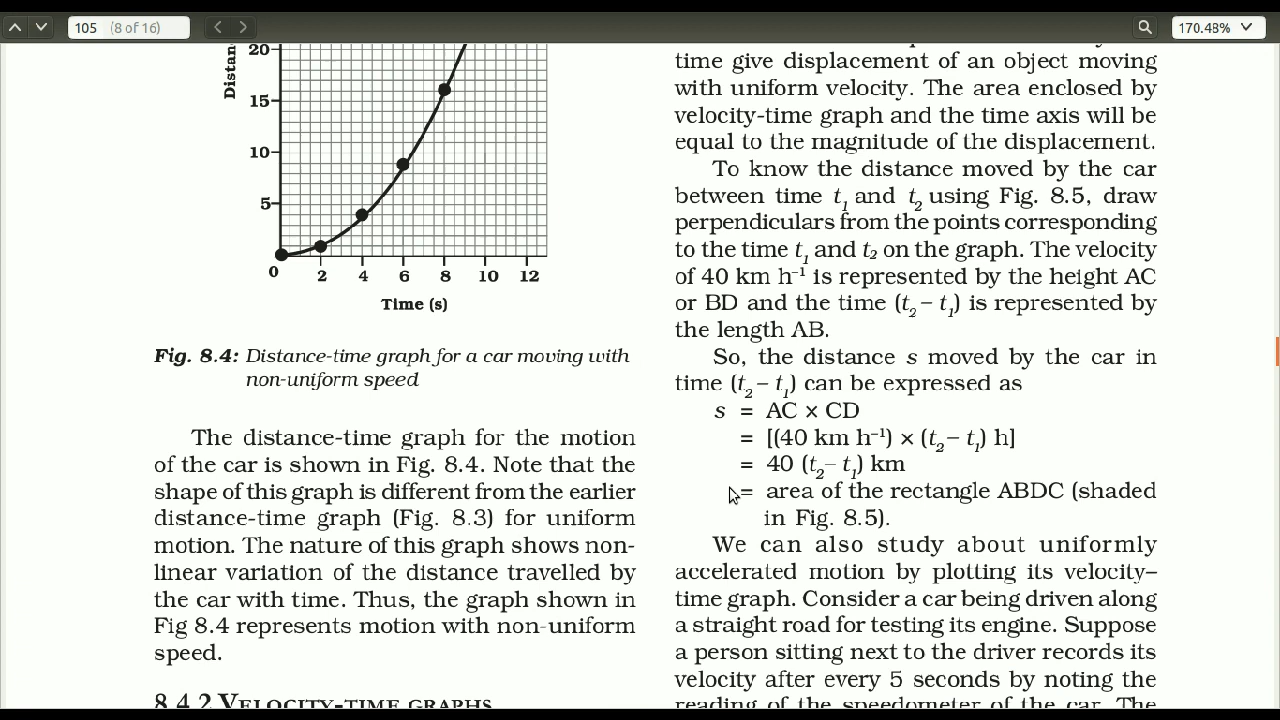 105 (8 of 16)
170.48%
Distan
20
15
10
5
0 2 4 6 8 10 12
Time (s)
Fig. 8.4: Distance-time graph for a car moving with
non-uniform speed
The distance-time graph for the motion
of the car is shown in Fig. 8.4. Note that the
shape of this graph is different from the earlier
distance-time graph (Fig. 8.3) for uniform
motion. The nature of this graph shows non-
linear variation of the distance travelled by
the car with time. Thus, the graph shown in
Fig 8.4 represents motion with non-uniform
speed.
8.4.2 VELOCITY-TIME GRAPHS
time give displacement of an object moving
with uniform velocity. The area enclosed by
velocity-time graph and the time axis will be
equal to the magnitude of the displacement.
To know the distance moved by the car
between time t₁ and t₂ using Fig. 8.5, draw
perpendiculars from the points corresponding
to the time t₁ and t₂ on the graph. The velocity
of 40 km h⁻¹ is represented by the height AC
or BD and the time (t₂ – t₁) is represented by
the length AB.
So, the distance s moved by the car in
time (t₂ – t₁) can be expressed as
s = AC × CD
= [(40 km h⁻¹) × (t₂ – t₁) h]
= 40 (t₂– t₁) km
= area of the rectangle ABDC (shaded
in Fig. 8.5).
We can also study about uniformly
accelerated motion by plotting its velocity–
time graph. Consider a car being driven along
a straight road for testing its engine. Suppose
a person sitting next to the driver records its
velocity after every 5 seconds by noting the
reading of the speedometer of the car. The